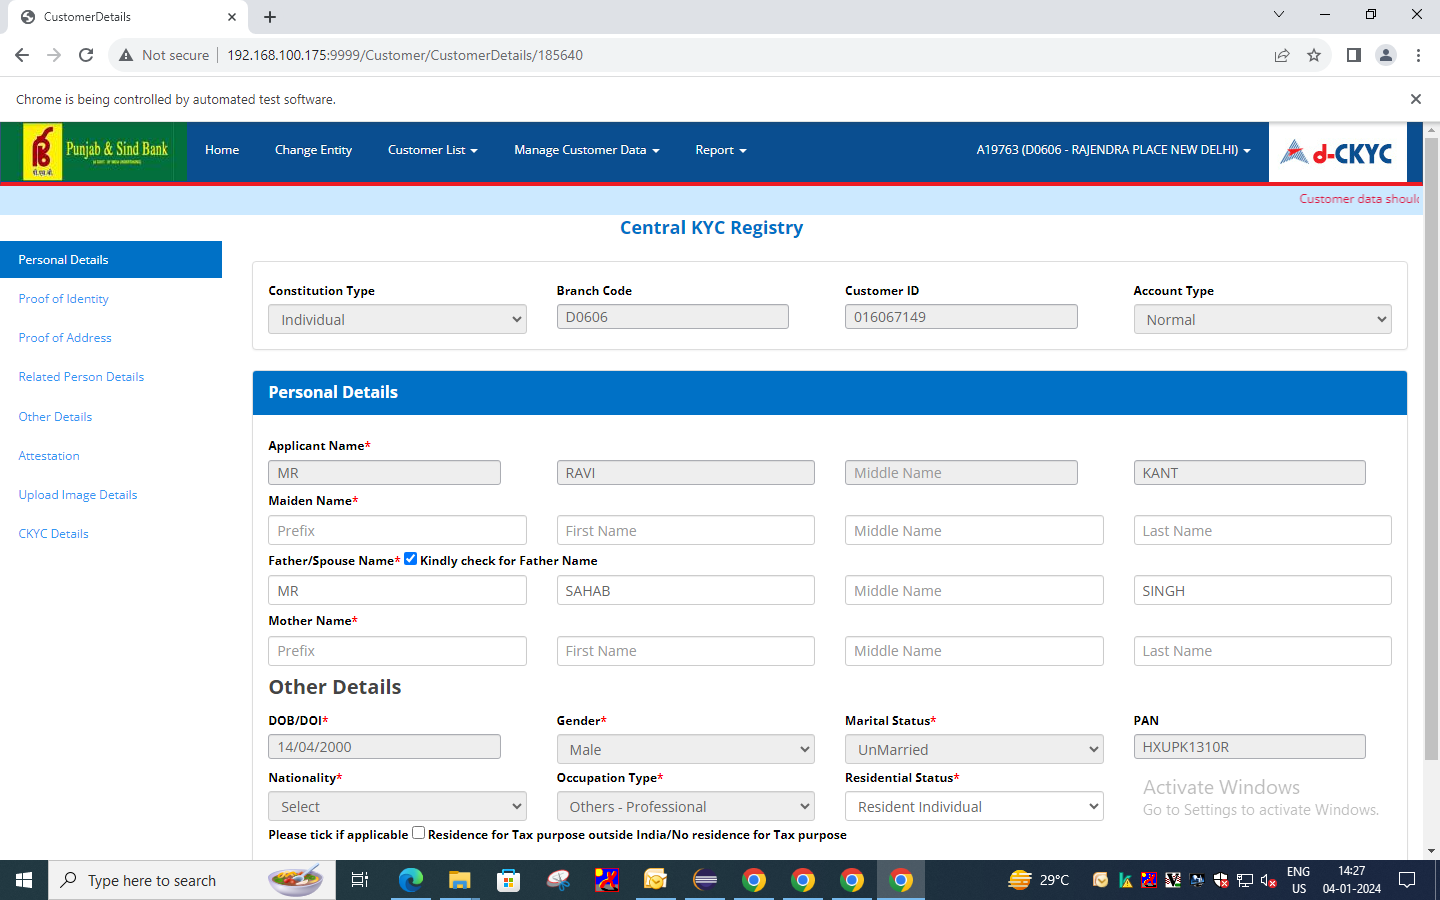 CustomerDetails
Not secure
192.168.100.175:9999/Customer/CustomerDetails/185640
Chrome is being controlled by automated test software.
Punjab & Sind Bank
Home
Change Entity
Customer List
Manage Customer Data
Report
A19763 (D0606 - RAJENDRA PLACE NEW DELHI)
d-CKYC
Customer data should
Central KYC Registry
Personal Details
Proof of Identity
Proof of Address
Related Person Details
Other Details
Attestation
Upload Image Details
CKYC Details
Constitution Type Branch Code Customer ID Account Type
Individual D0606 016067149 Normal
Personal Details
Applicant Name*
MR RAVI Middle Name KANT
Maiden Name*
Prefix First Name Middle Name Last Name
Father/Spouse Name* Kindly check for Father Name
MR SAHAB Middle Name SINGH
Mother Name*
Prefix First Name Middle Name Last Name
Other Details
DOB/DOI* Gender* Marital Status* PAN
14/04/2000 Male UnMarried HXUPK1310R
Nationality* Occupation Type* Residential Status*
Select Others - Professional Resident Individual
Please tick if applicable Residence for Tax purpose outside India/No residence for Tax purpose
Activate Windows
Go to Settings to activate Windows.
Type here to search
29°C
ENG
US
14:27
04-01-2024